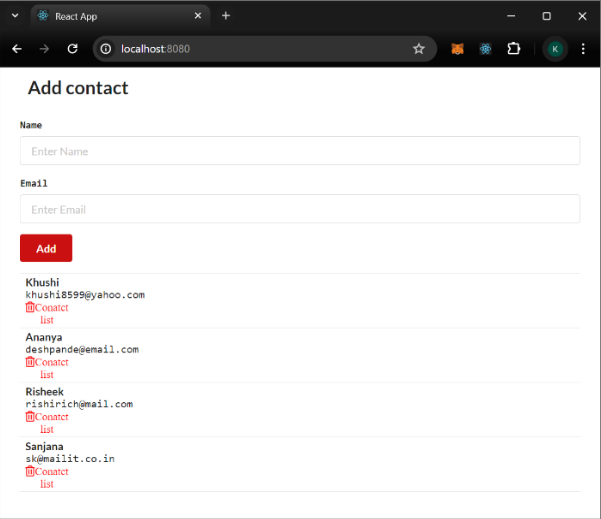 React App
localhost:8080
K
Add contact
Name
Enter Name
Email
Enter Email
Add
Khushi
khushi8599@yahoo.com
Conatct
list
Ananya
deshpande@email.com
Conatct
list
Risheek
rishirich@mail.com
Conatct
list
Sanjana
sk@mailit.co.in
Conatct
list